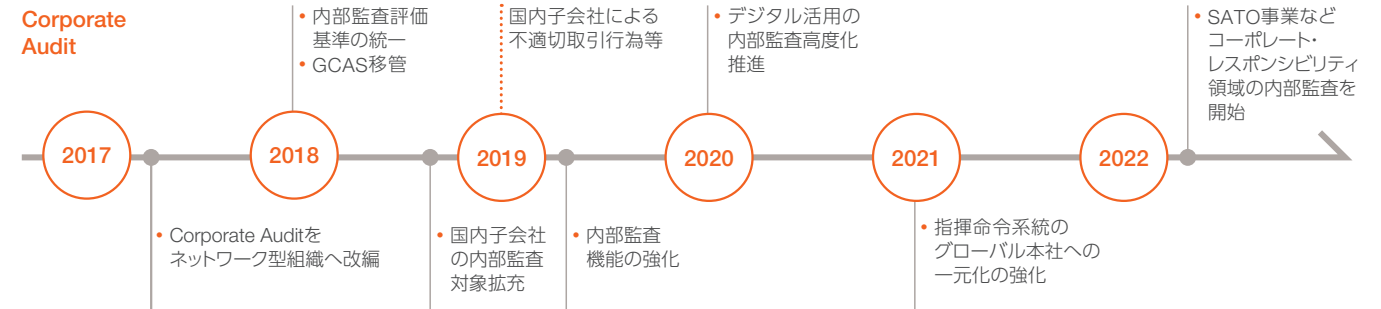 Corporate
Audit
• 内部監査評価
基準の統一
• GCAS移管
国内子会社による
不適切取引行為等
• デジタル活用の
内部監査高度化
推進
• SATO事業など
コーポレート・
レスポンシビリティ
領域の内部監査を
開始
2017
2018
2019
2020
2021
2022
• Corporate Auditを
ネットワーク型組織へ改編
• 国内子会社
の内部監査
対象拡充
• 内部監査
機能の強化
• 指揮命令系統の
グローバル本社への
一元化の強化